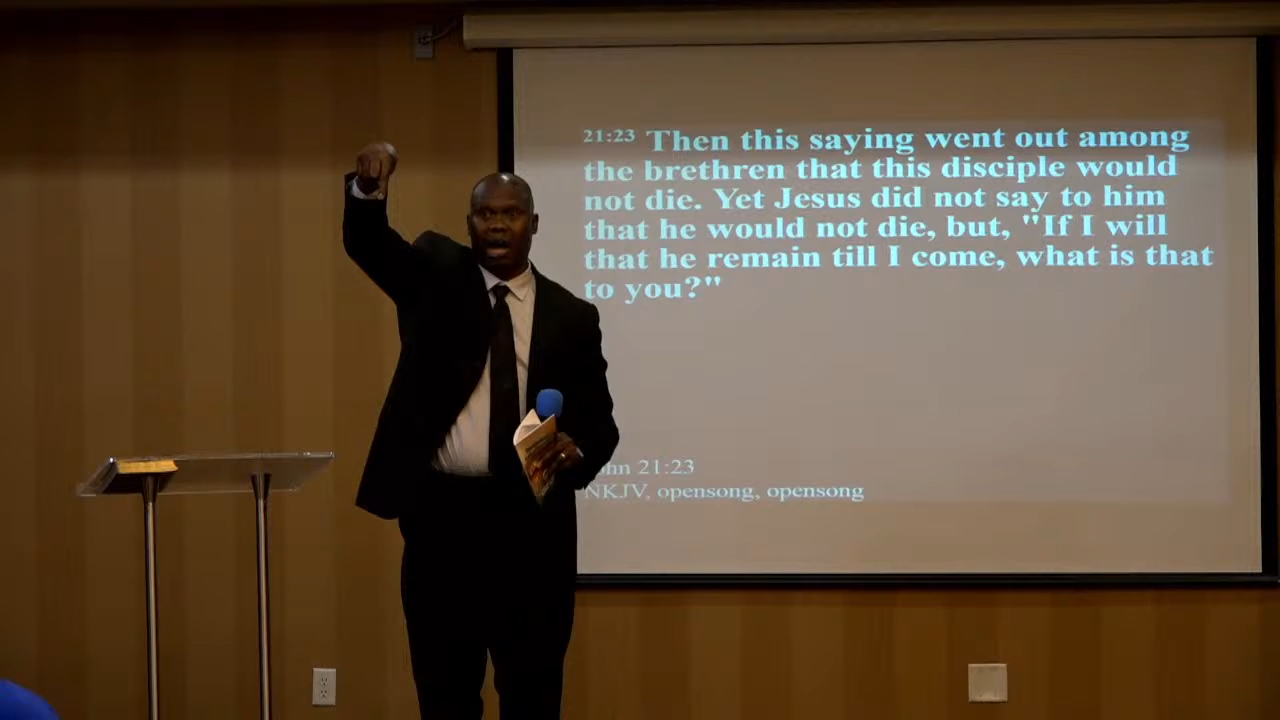 21:23 Then this saying went out among
the brethren that this disciple would
not die. Yet Jesus did not say to him
that he would not die, but, "If I will
that he remain till I come, what is that
to you?"
21:23
NKJV, opensong, opensong